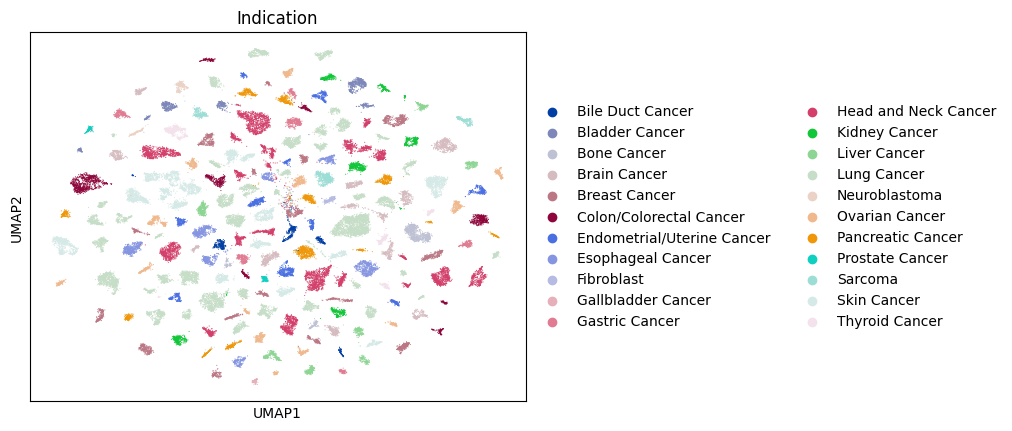 Indication
UMAP2
UMAP1
Bile Duct Cancer
Bladder Cancer
Bone Cancer
Brain Cancer
Breast Cancer
Colon/Colorectal Cancer
Endometrial/Uterine Cancer
Esophageal Cancer
Fibroblast
Gallbladder Cancer
Gastric Cancer
Head and Neck Cancer
Kidney Cancer
Liver Cancer
Lung Cancer
Neuroblastoma
Ovarian Cancer
Pancreatic Cancer
Prostate Cancer
Sarcoma
Skin Cancer
Thyroid Cancer